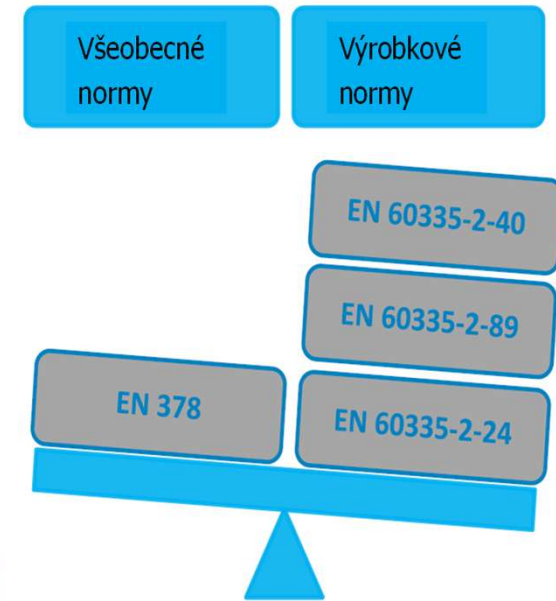 Všeobecné
normy
Výrobkové
normy
EN 60335-2-40
EN 60335-2-89
EN 378
EN 60335-2-24